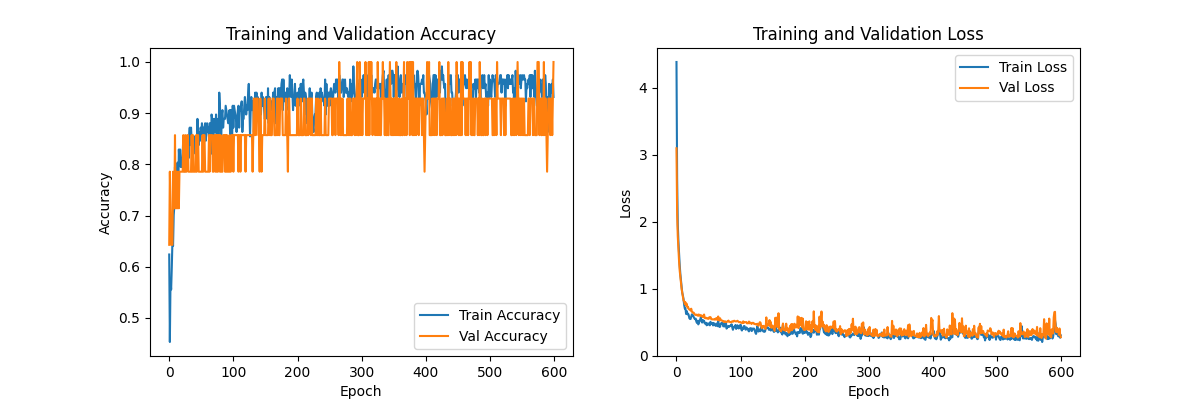 Training and Validation Accuracy
Accuracy
1.0
0.9
0.8
0.7
0.6
0.5
0 100 200 300 400 500 600
Epoch
Train Accuracy
Val Accuracy
Training and Validation Loss
Loss
4
3
2
1
0
0 100 200 300 400 500 600
Epoch
Train Loss
Val Loss